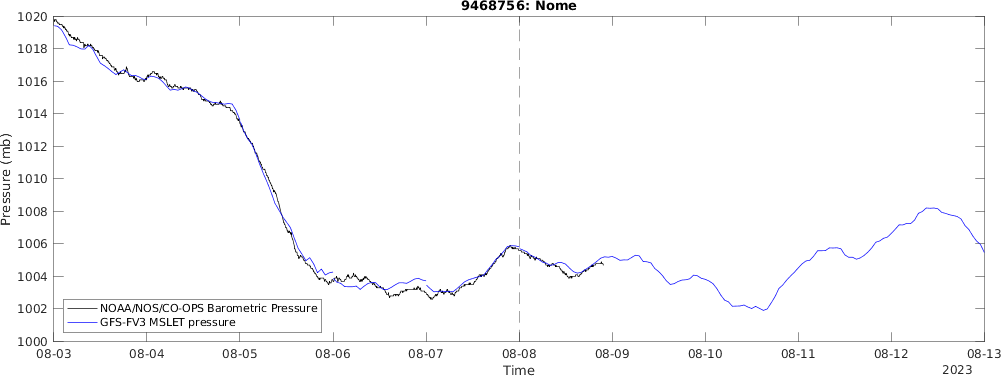 9468756: Nome
Pressure (mb)
1020
1018
1016
1014
1012
1010
1008
1006
1004
1002
1000
NOAA/NOS/CO-OPS Barometric Pressure
GFS-FV3 MSLET pressure
08-03 08-04 08-05 08-06 08-07 08-08 08-09 08-10 08-11 08-12 08-13
Time
2023